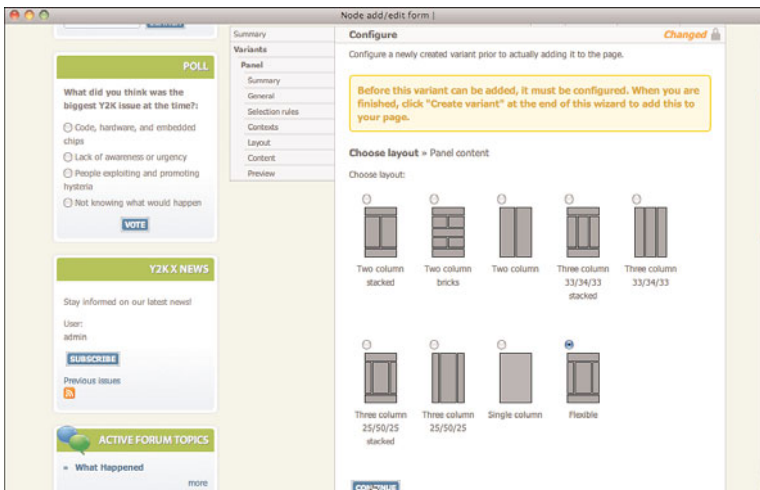 Node add/edit form |
POLL
What did you think was the
biggest Y2K issue at the time?:
Code, hardware, and embedded
chips
Lack of awareness or urgency
People exploiting and promoting
hysteria
Not knowing what would happen
VOTE
Y2K X NEWS
Stay informed on our latest news!
User:
admin
SUBSCRIBE
Previous issues
ACTIVE FORUM TOPICS
» What Happened
more
Summary
Variants
Panel
Summary
General
Selection rules
Contexts
Layout
Content
Preview
Configure
Changed
Configure a newly created variant prior to actually adding it to the page.
Before this variant can be added, it must be configured. When you are
finished, click "Create variant" at the end of this wizard to add this to
your page.
Choose layout » Panel content
Choose layout:
Two column
stacked
Two column
bricks
Two column
Three column
33/34/33
stacked
Three column
33/34/33
Three column
25/50/25
stacked
Three column
25/50/25
Single column
Flexible
CONTINUE